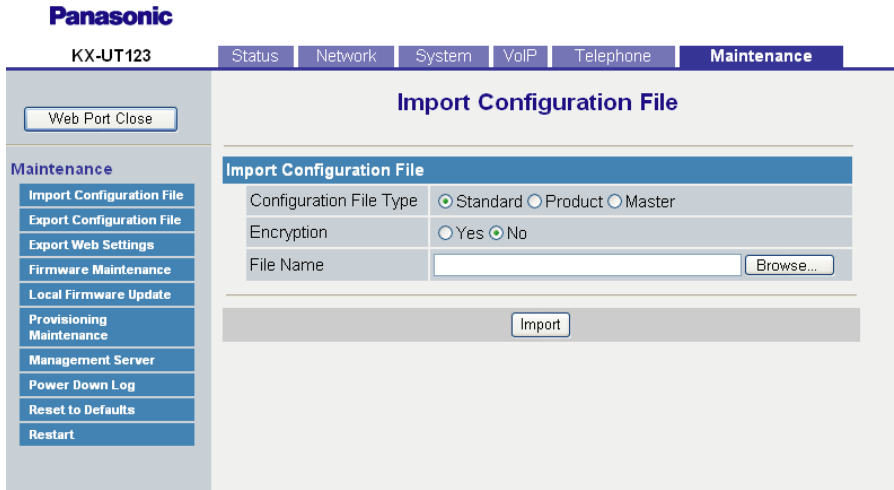 Panasonic
KX-UT123
Status
Network
System
VoIP
Telephone
Maintenance
Web Port Close
Import Configuration File
Maintenance
Import Configuration File
Export Configuration File
Export Web Settings
Firmware Maintenance
Local Firmware Update
Provisioning
Maintenance
Management Server
Power Down Log
Reset to Defaults
Restart
Import Configuration File
Configuration File Type
Standard Product Master
Encryption
Yes No
File Name
Browse...
Import